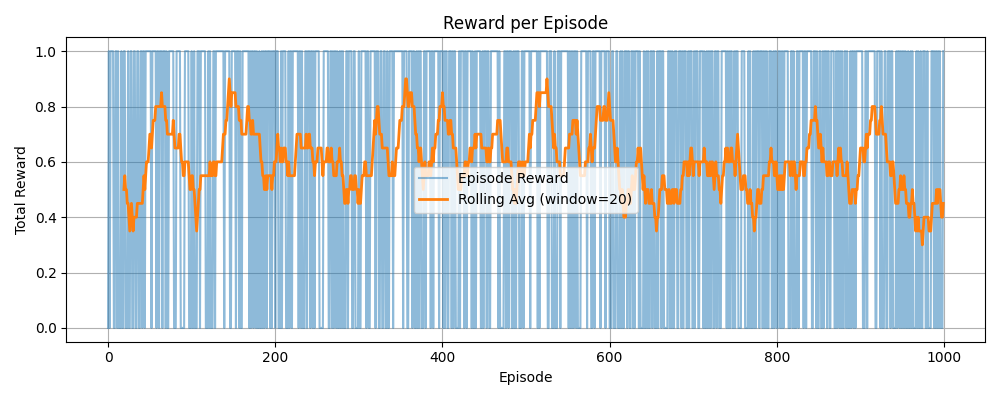 Reward per Episode
Total Reward
1.0
0.8
0.6
0.4
0.2
0.0
Episode Reward
Rolling Avg (window=20)
0 200 400 600 800 1000
Episode